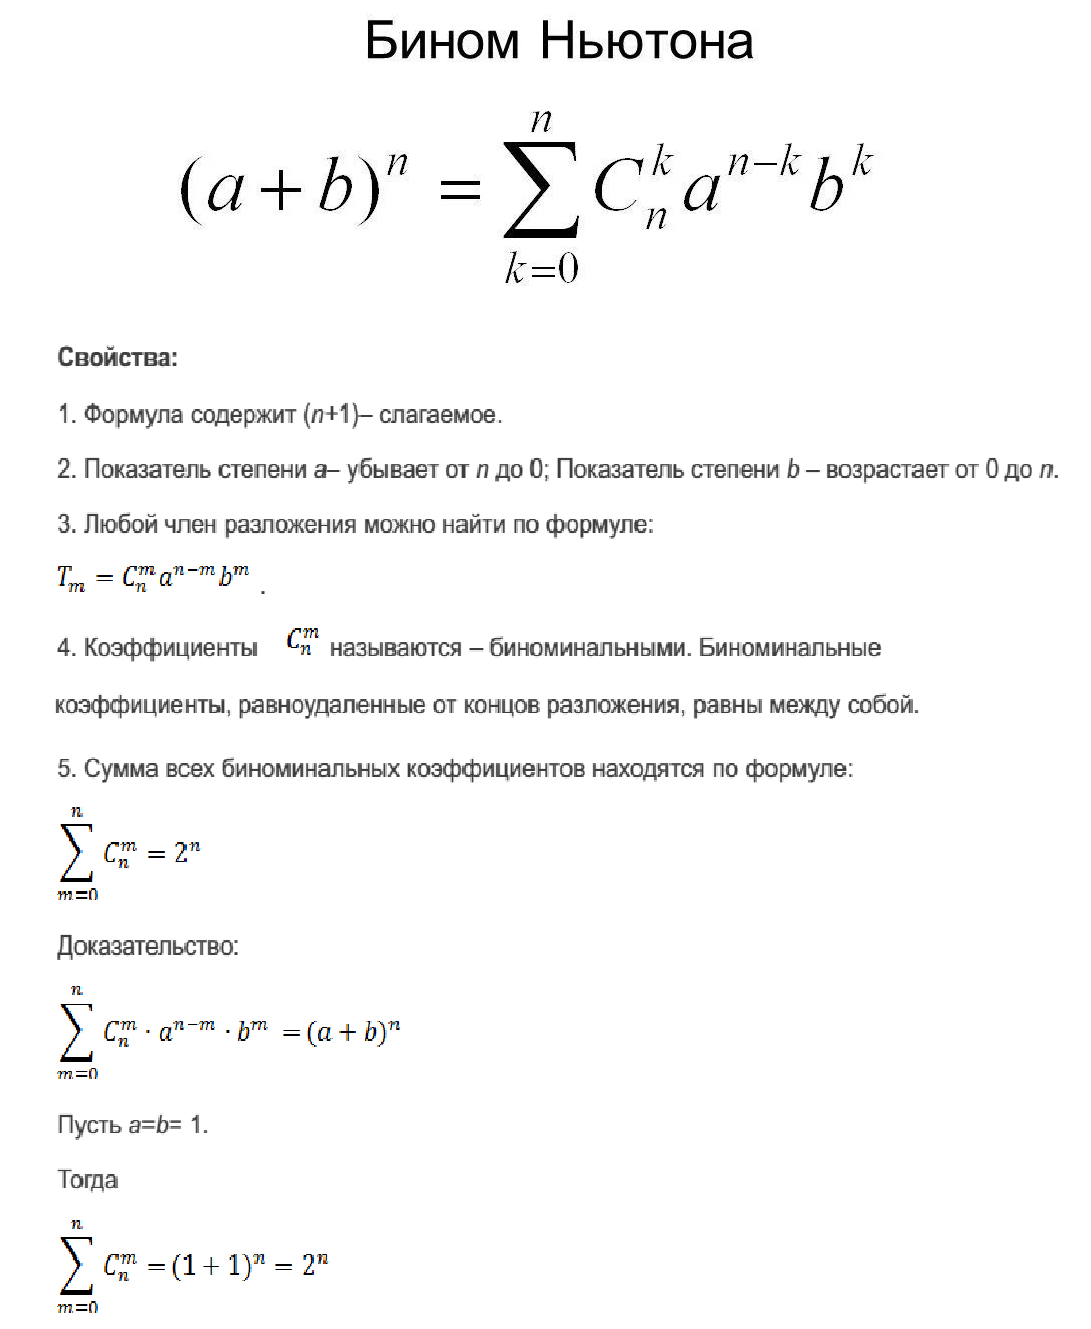 Бином Ньютона
(a + b)^n = \sum_{k=0}^{n} C_n^k a^{n-k} b^k
Свойства:
1. Формула содержит (n+1)– слагаемое.
2. Показатель степени a– убывает от n до 0; Показатель степени b – возрастает от 0 до n.
3. Любой член разложения можно найти по формуле:
T_m = C_n^m a^{n-m} b^m .
4. Коэффициенты C_n^m называются – биноминальными. Биноминальные
коэффициенты, равноудаленные от концов разложения, равны между собой.
5. Сумма всех биноминальных коэффициентов находятся по формуле:
\sum_{m=0}^{n} C_n^m = 2^n
Доказательство:
\sum_{m=0}^{n} C_n^m · a^{n-m} · b^m = (a + b)^n
Пусть a=b= 1.
Тогда
\sum_{m=0}^{n} C_n^m = (1 + 1)^n = 2^n